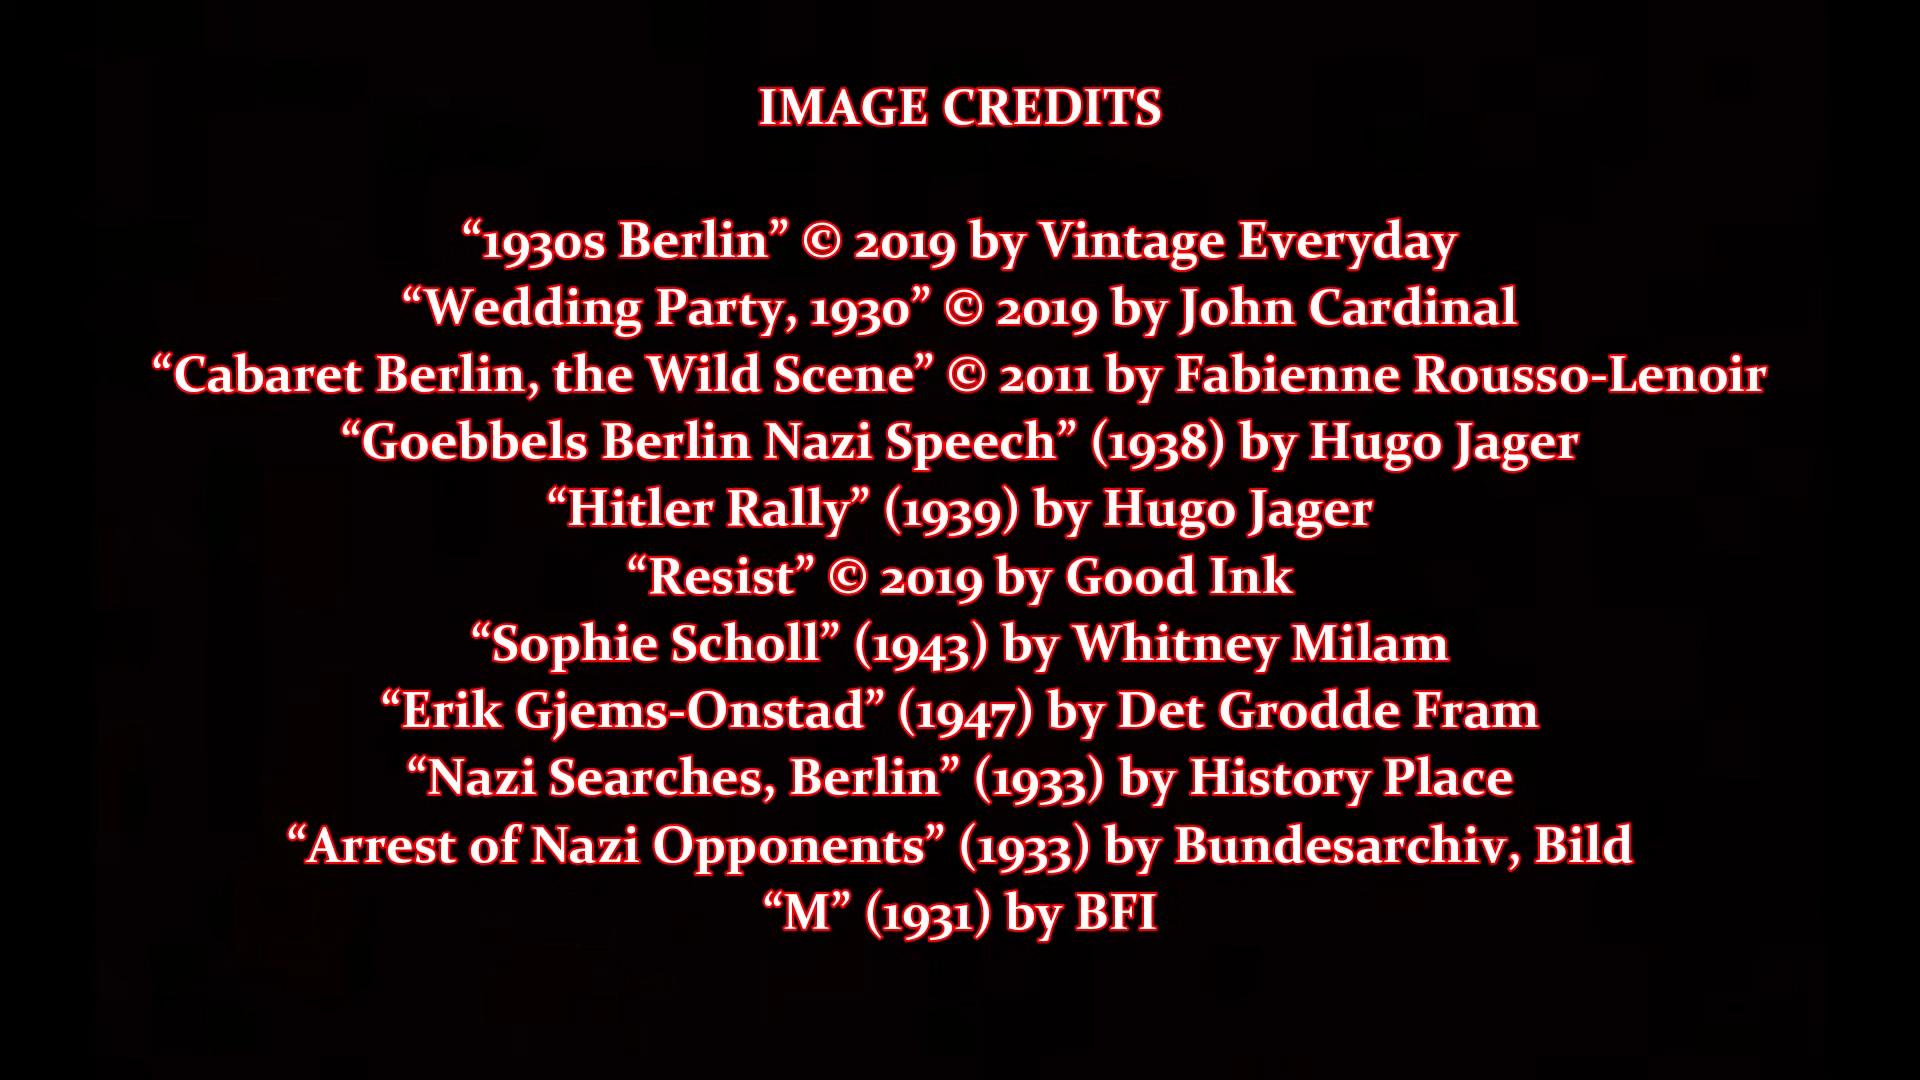 IMAGE CREDITS
“1930s Berlin” © 2019 by Vintage Everyday
“Wedding Party, 1930” © 2019 by John Cardinal
“Cabaret Berlin, the Wild Scene” © 2011 by Fabienne Rousso-Lenoir
“Goebbels Berlin Nazi Speech” (1938) by Hugo Jager
“Hitler Rally” (1939) by Hugo Jager
“Resist” © 2019 by Good Ink
“Sophie Scholl” (1943) by Whitney Milam
“Erik Gjems-Onstad” (1947) by Det Grodde Fram
“Nazi Searches, Berlin” (1933) by History Place
“Arrest of Nazi Opponents” (1933) by Bundesarchiv, Bild
“M” (1931) by BFI